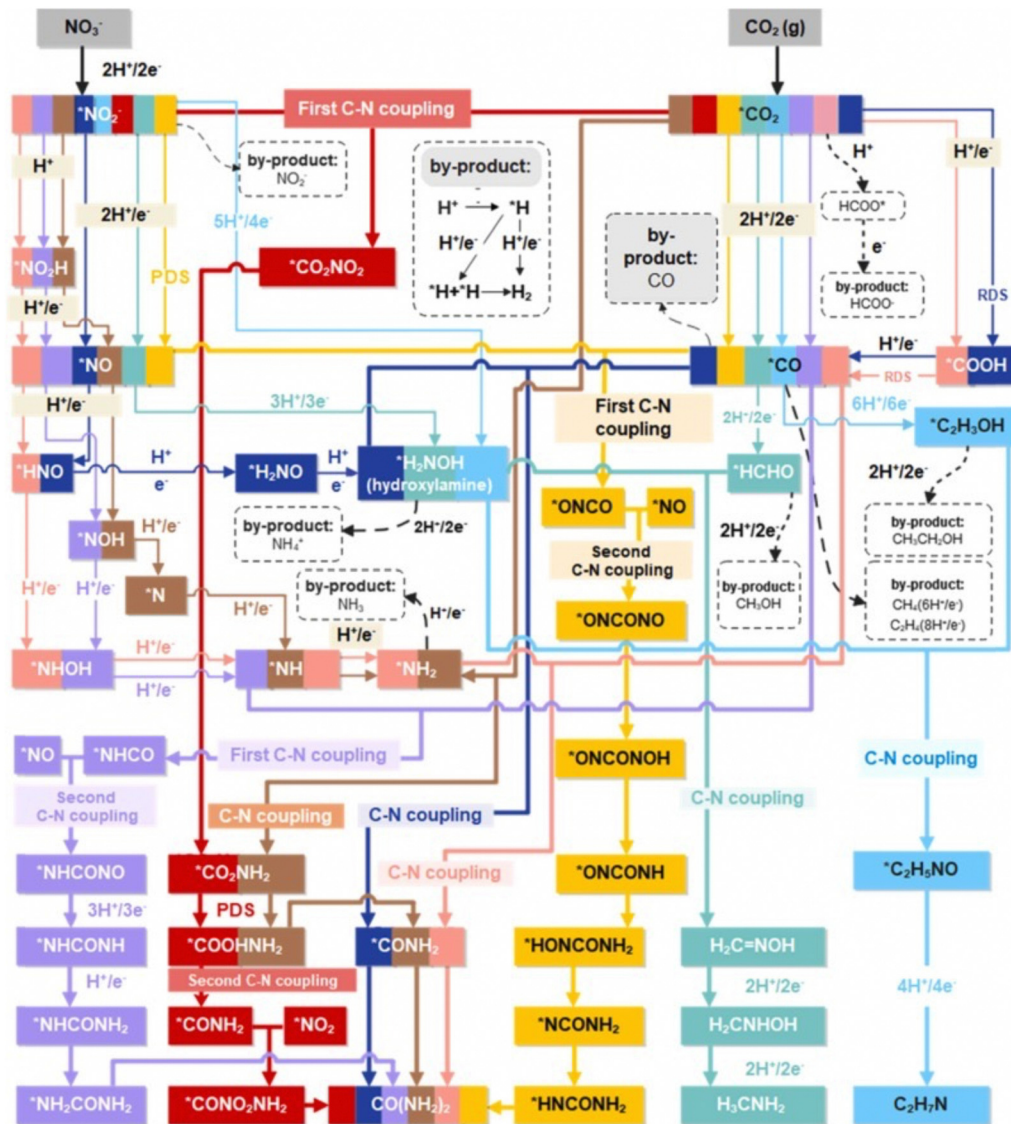 NO₃⁻
CO₂ (g)
2H⁺/2e⁻
*NO₂⁻
First C-N coupling
*CO₂
H⁺
by-product:
NO₂⁻
by-product:
H⁺
*H
H⁺/e⁻
H⁺/e⁻
*H+*H
H₂
H⁺
H⁺/e⁻
2H⁺/e⁻
5H⁺/4e⁻
2H⁺/2e⁻
HCOO*
e⁻
by-product:
HCOO⁻
by-
product:
CO
*NO₂H
*CO₂NO₂
PDS
RDS
H⁺/e⁻
*NO
*CO
H⁺/e⁻
*COOH
RDS
H⁺/e⁻
3H⁺/3e⁻
First C-N
coupling
2H⁺/2e⁻
6H⁺/6e⁻
*C₂H₃OH
*HNO
H⁺
e⁻
*H₂NO
H⁺
e⁻
*H₂NOH
(hydroxylamine)
*HCHO
2H⁺/2e⁻
*ONCO
*NO
by-product:
NH₄⁺
2H⁺/2e⁻
2H⁺/2e⁻
by-product:
CH₃CH₂OH
*NOH
H⁺/e⁻
Second
C-N coupling
*N
H⁺/e⁻
H⁺/e⁻
H⁺/e⁻
by-product:
NH₃
H⁺/e⁻
H⁺/e⁻
*ONCONO
by-product:
CH₃OH
by-product:
CH₄(6H⁺/e⁻)
C₂H₄(8H⁺/e⁻)
*NHOH
H⁺/e⁻
H⁺/e⁻
*NH
*NH₂
*NO
*NHCO
First C-N coupling
*ONCONOH
C-N coupling
Second
C-N coupling
C-N coupling
C-N coupling
C-N coupling
*NHCONO
*CO₂NH₂
C-N coupling
*ONCONH
*C₂H₅NO
3H⁺/3e⁻
PDS
*NHCONH
*COOHNH₂
*CONH₂
*HONCONH₂
H₂C=NOH
H⁺/e⁻
Second C-N coupling
2H⁺/2e⁻
4H⁺/4e⁻
*NHCONH₂
*CONH₂
*NO₂
*NCONH₂
H₂CNHOH
2H⁺/2e⁻
*NH₂CONH₂
*CONO₂NH₂
CO(NH₂)₂
*HNCONH₂
H₃CNH₂
C₂H₇N